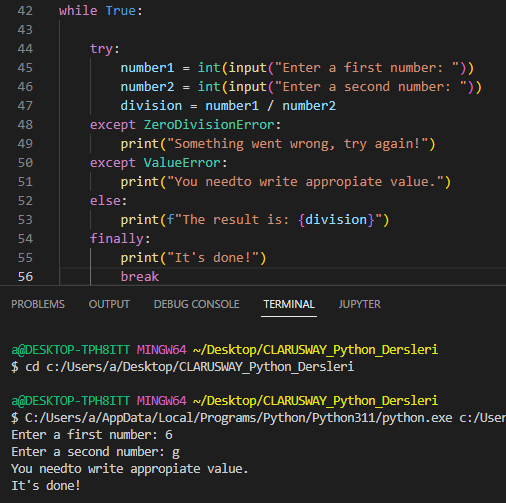 42 while True:
43
44 try:
45 number1 = int(input("Enter a first number: "))
46 number2 = int(input("Enter a second number: "))
47 division = number1 / number2
48 except ZeroDivisionError:
49 print("Something went wrong, try again!")
50 except ValueError:
51 print("You needto write appropiate value.")
52 else:
53 print(f"The result is: {division}")
54 finally:
55 print("It's done!")
56 break
PROBLEMS OUTPUT DEBUG CONSOLE TERMINAL JUPYTER
a@DESKTOP-TPH8ITT MINGW64 ~/Desktop/CLARUSWAY_Python_Dersleri
$ cd c:/Users/a/Desktop/CLARUSWAY_Python_Dersleri
a@DESKTOP-TPH8ITT MINGW64 ~/Desktop/CLARUSWAY_Python_Dersleri
$ C:/Users/a/AppData/Local/Programs/Python/Python311/python.exe c:/User
Enter a first number: 6
Enter a second number: g
You needto write appropiate value.
It's done!